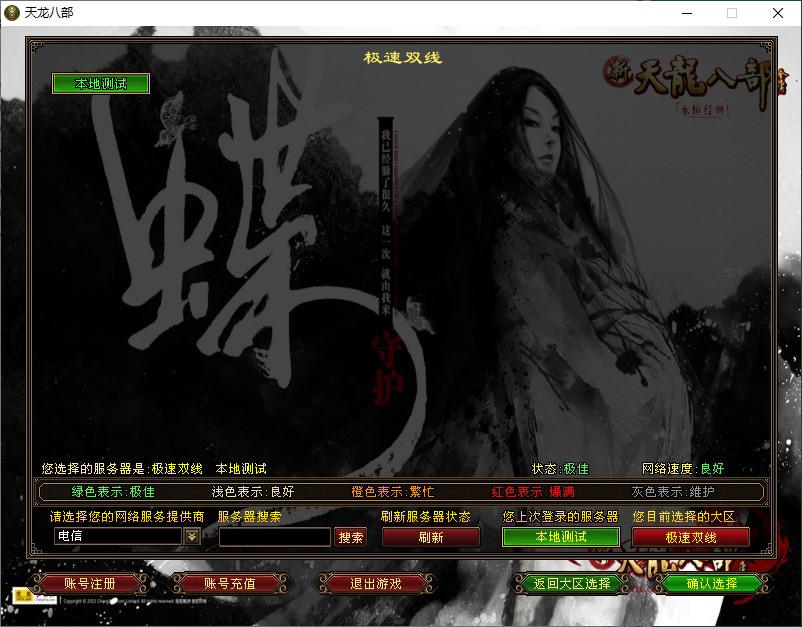 天龙八部
极速双线
本地测试
新天龍八部
永恒经典!
蝶
我已经躲了很久 这一次 就由我来
守护
您选择的服务器是:极速双线 本地测试 状态:极佳 网络速度:良好
绿色表示:极佳 浅色表示:良好 橙色表示:繁忙 红色表示:爆满 灰色表示:维护
请选择您的网络服务提供商 服务器搜索 刷新服务器状态 您上次登录的服务器 您目前选择的大区
电信 搜索 刷新 本地测试 极速双线
账号注册 账号充值 退出游戏 返回大区选择 确认选择